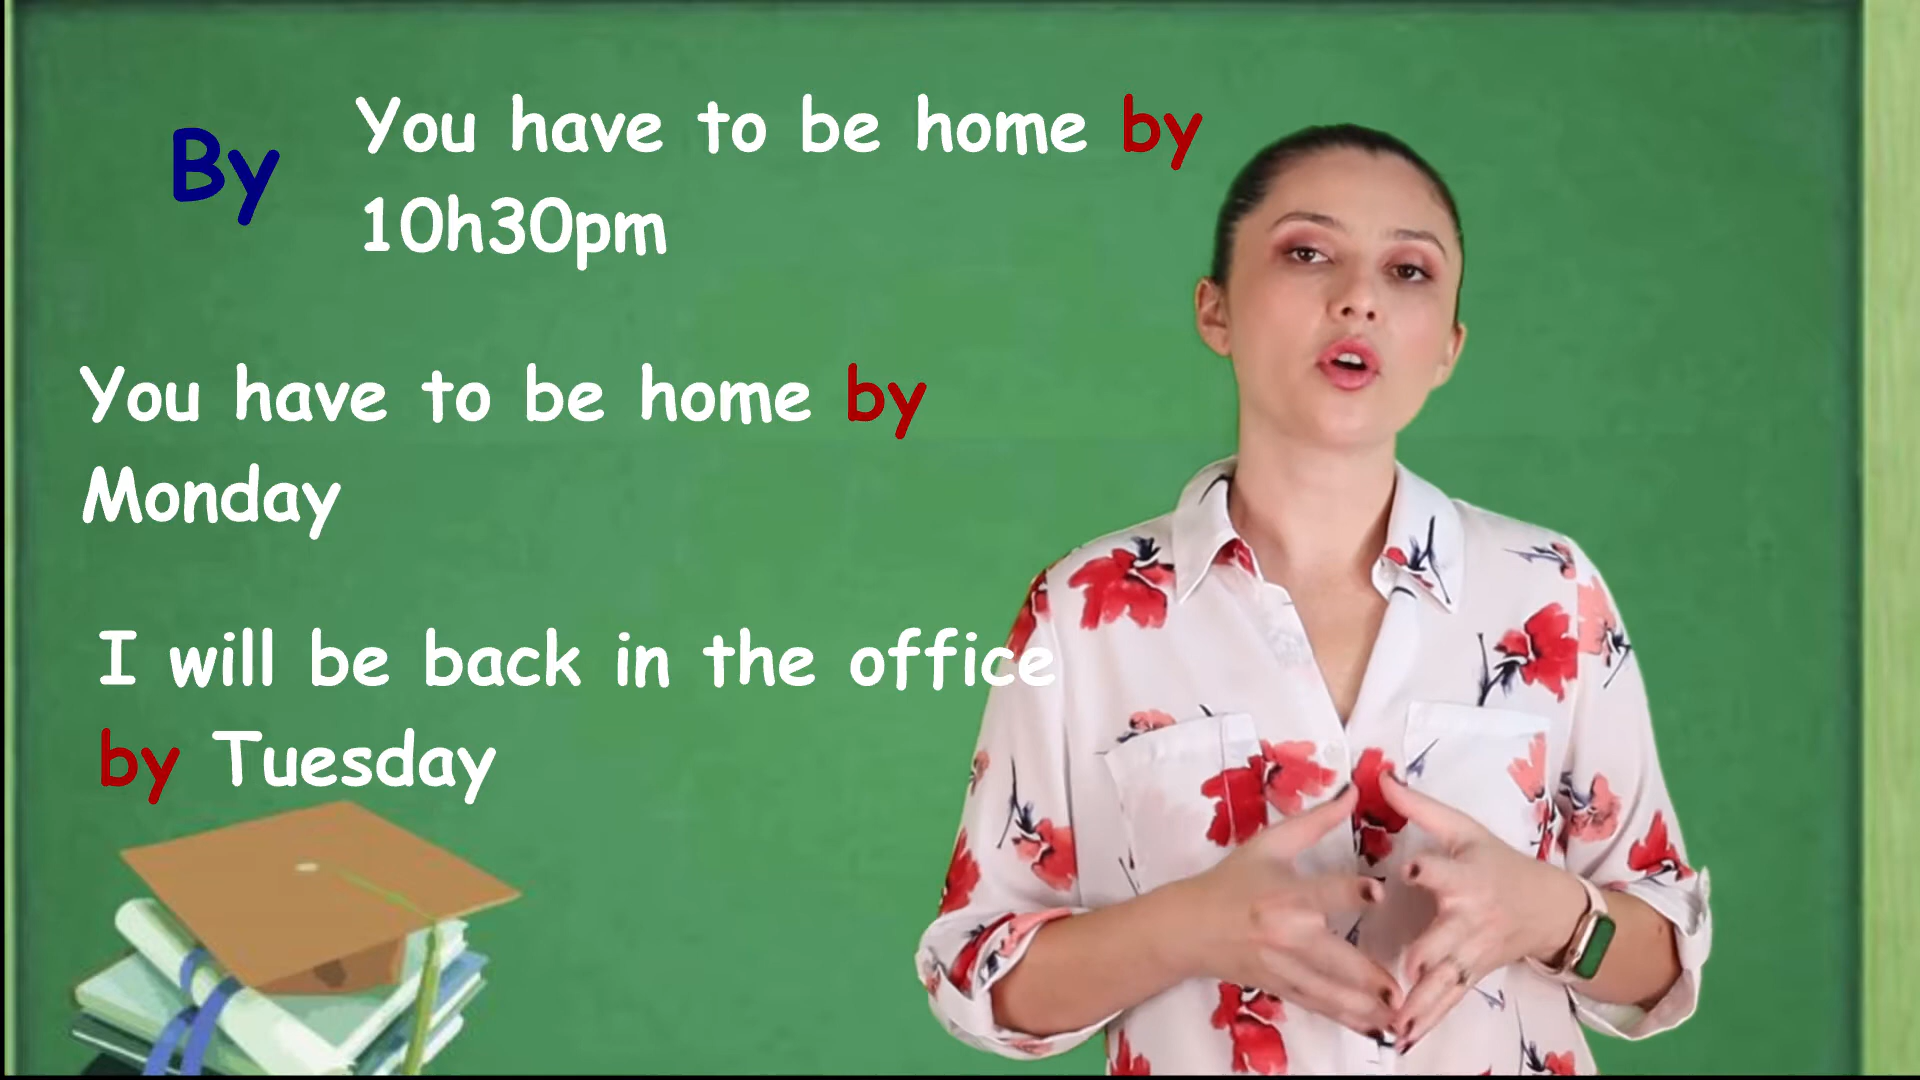 By
You have to be home by
10h30pm
You have to be home by
Monday
I will be back in the office
by Tuesday